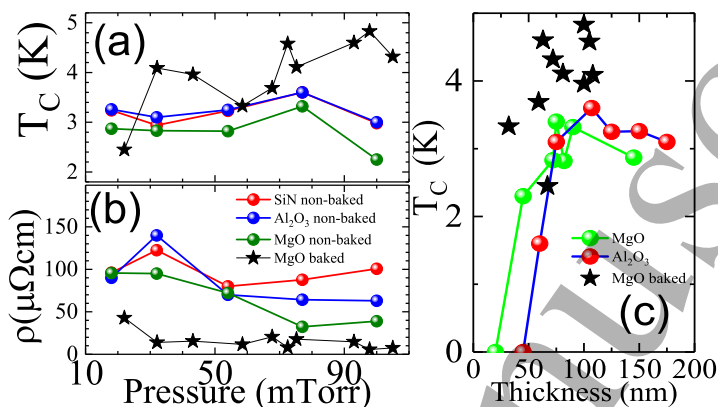 (a)
T_C (K)
5
4
3
2
(b)
SiN non-baked
Al₂O₃ non-baked
MgO non-baked
MgO baked
ρ(μΩcm)
150
100
50
0
10 50 90
Pressure (mTorr)
T_C (K)
4
2
0
MgO
Al₂O₃
MgO baked
(c)
0 50 100 150 200
Thickness (nm)